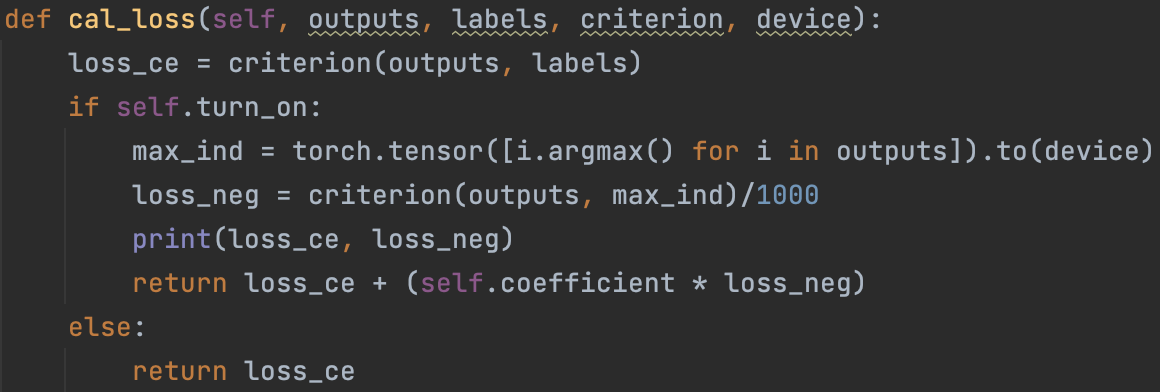 def cal_loss(self, outputs, labels, criterion, device):
    loss_ce = criterion(outputs, labels)
    if self.turn_on:
        max_ind = torch.tensor([i.argmax() for i in outputs]).to(device)
        loss_neg = criterion(outputs, max_ind)/1000
        print(loss_ce, loss_neg)
        return loss_ce + (self.coefficient * loss_neg)
    else:
        return loss_ce